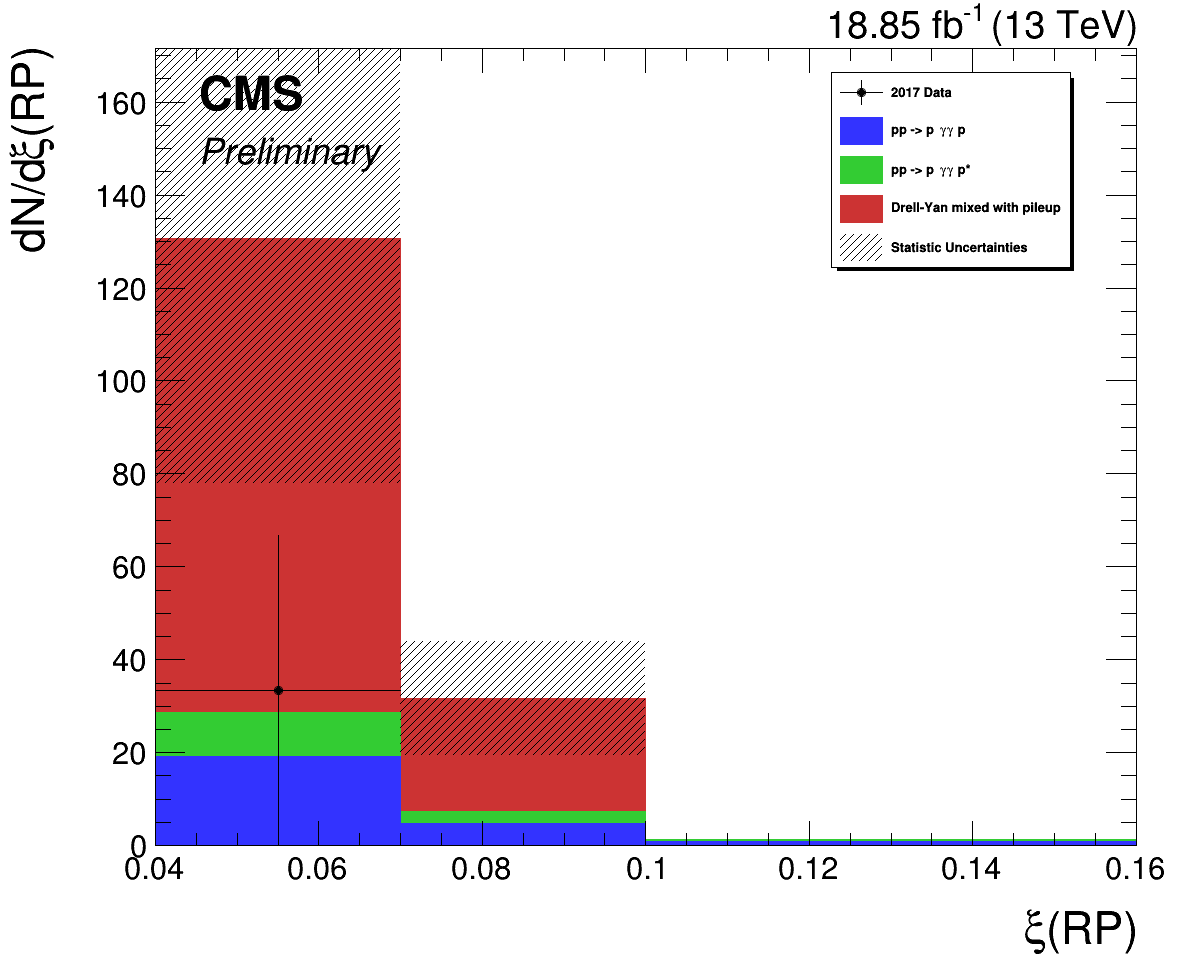 18.85 fb⁻¹ (13 TeV)
dN/dξ(RP)
CMS
Preliminary
2017 Data
pp -> p γγ p
pp -> p γγ p*
Drell-Yan mixed with pileup
Statistic Uncertainties
160
140
120
100
80
60
40
20
0
0.04 0.06 0.08 0.1 0.12 0.14 0.16
ξ(RP)